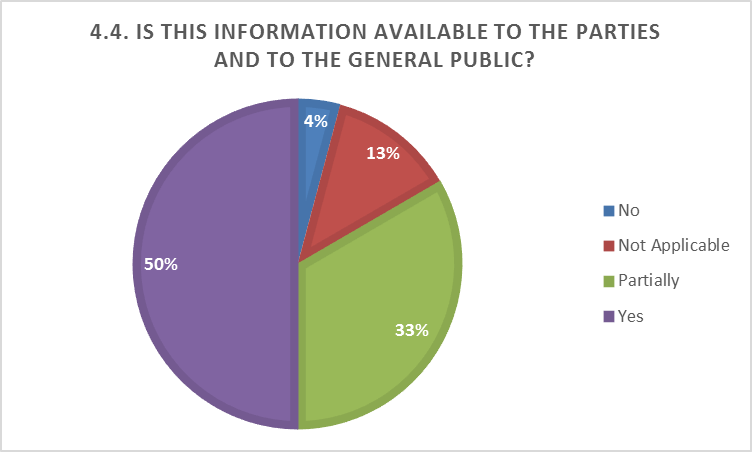 4.4. IS THIS INFORMATION AVAILABLE TO THE PARTIES
AND TO THE GENERAL PUBLIC?
4%
13%
33%
50%
No
Not Applicable
Partially
Yes